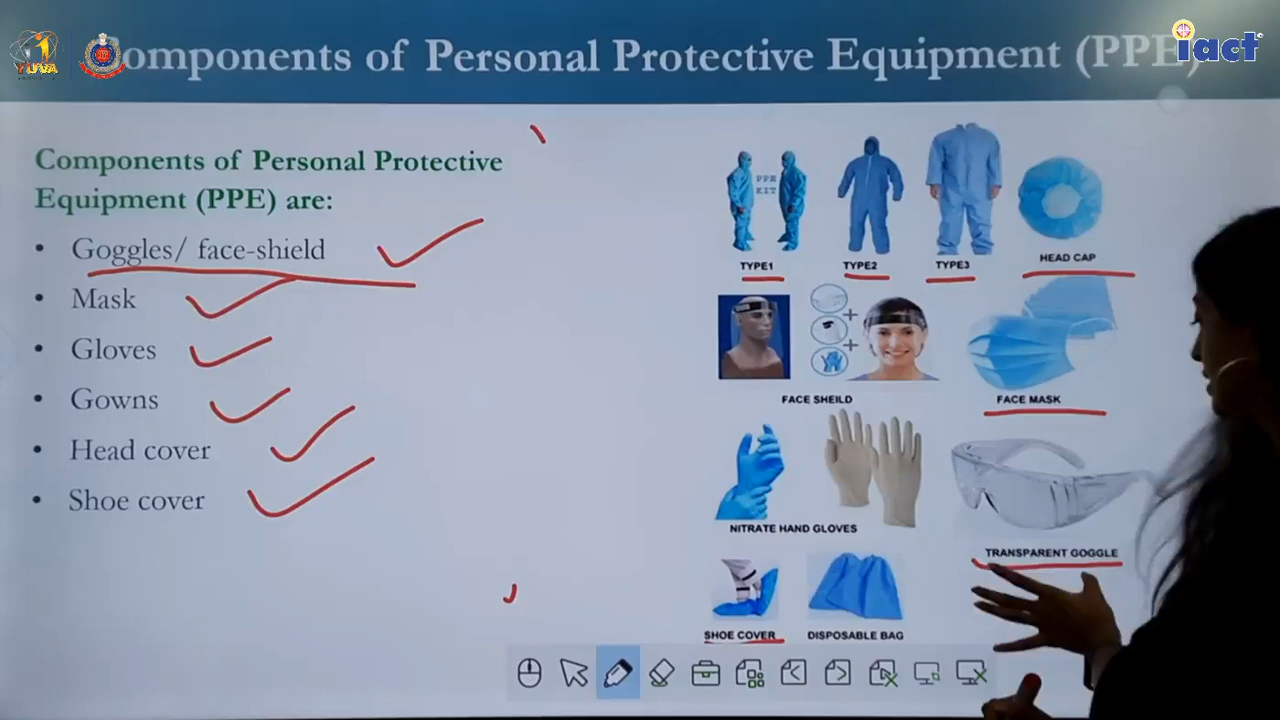 YUVA
Components of Personal Protective Equipment (PPE)
iact
Components of Personal Protective
Equipment (PPE) are:
• Goggles/ face-shield
• Mask
• Gloves
• Gowns
• Head cover
• Shoe cover
PPE
KIT
TYPE1
TYPE2
TYPE3
HEAD CAP
FACE SHEILD
FACE MASK
NITRATE HAND GLOVES
TRANSPARENT GOGGLE
SHOE COVER
DISPOSABLE BAG